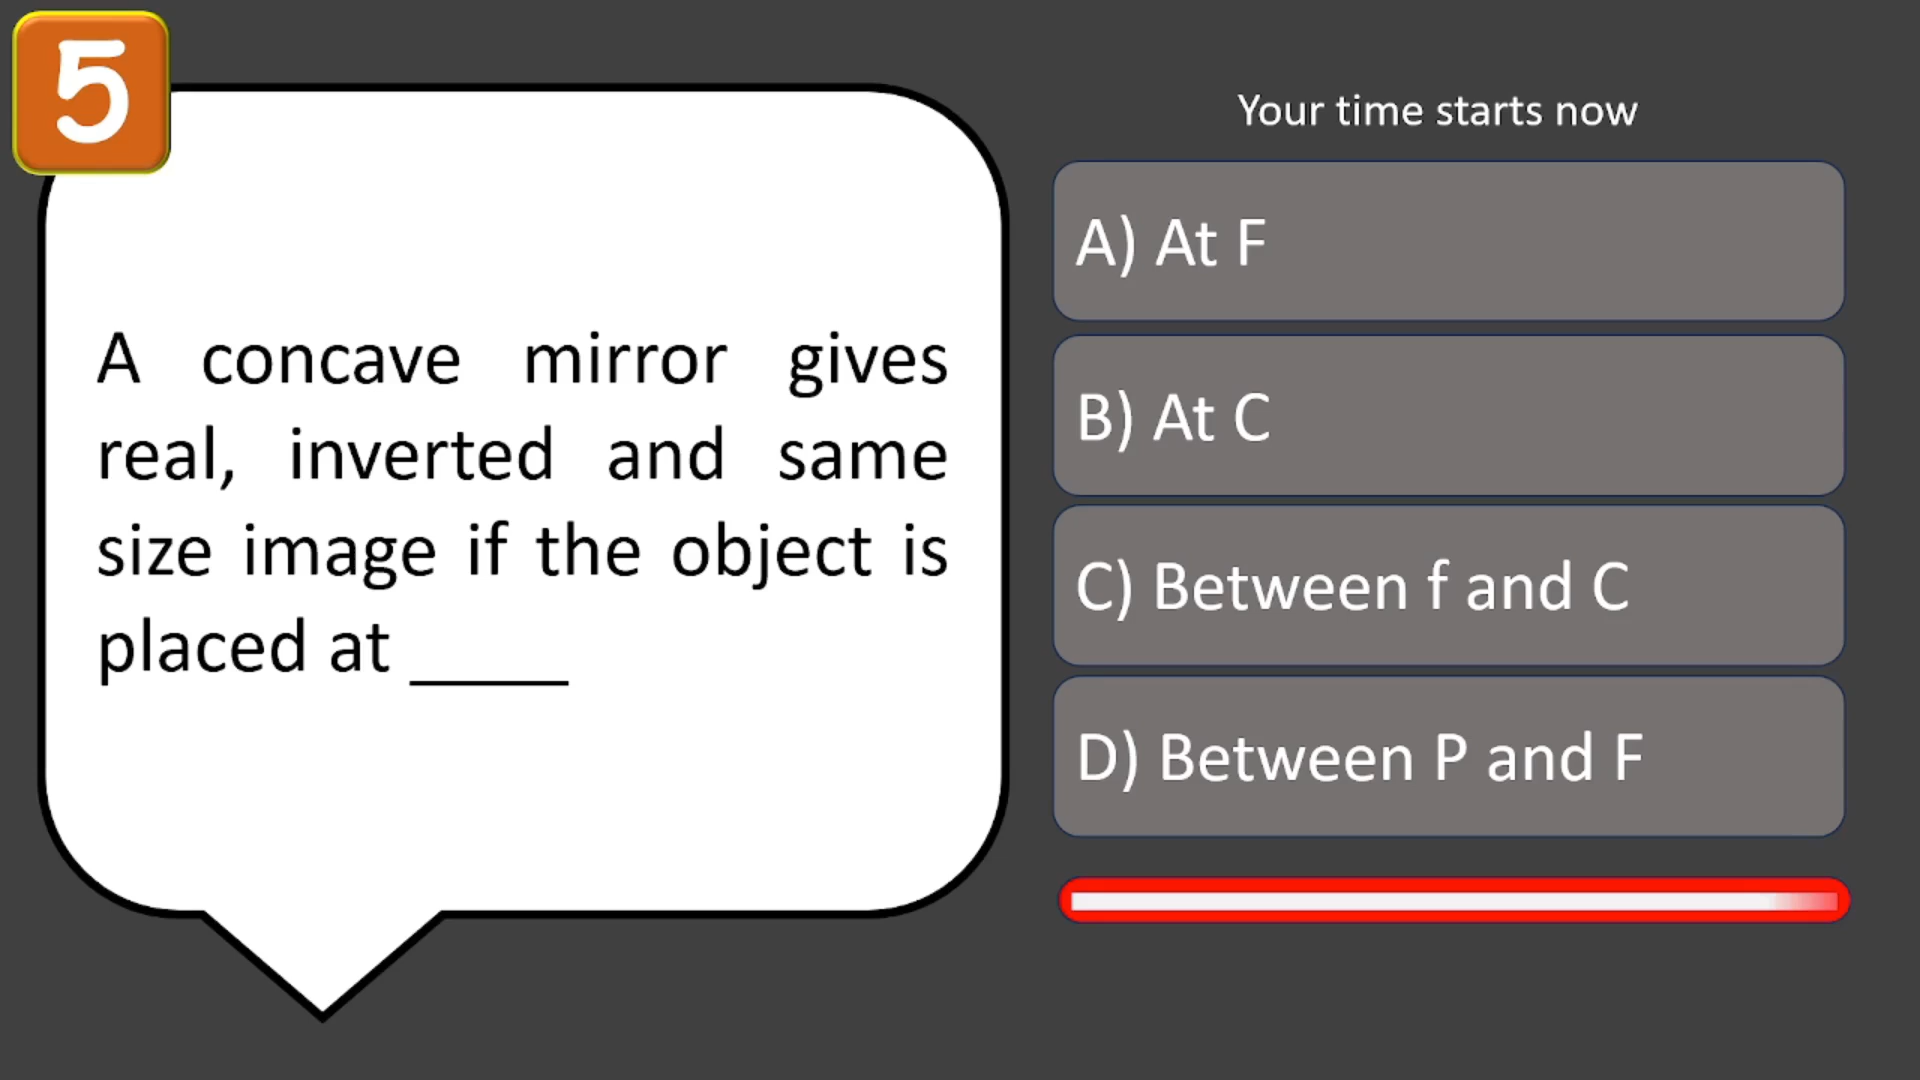 5
A concave mirror gives
real, inverted and same
size image if the object is
placed at _____
Your time starts now
A) At F
B) At C
C) Between f and C
D) Between P and F